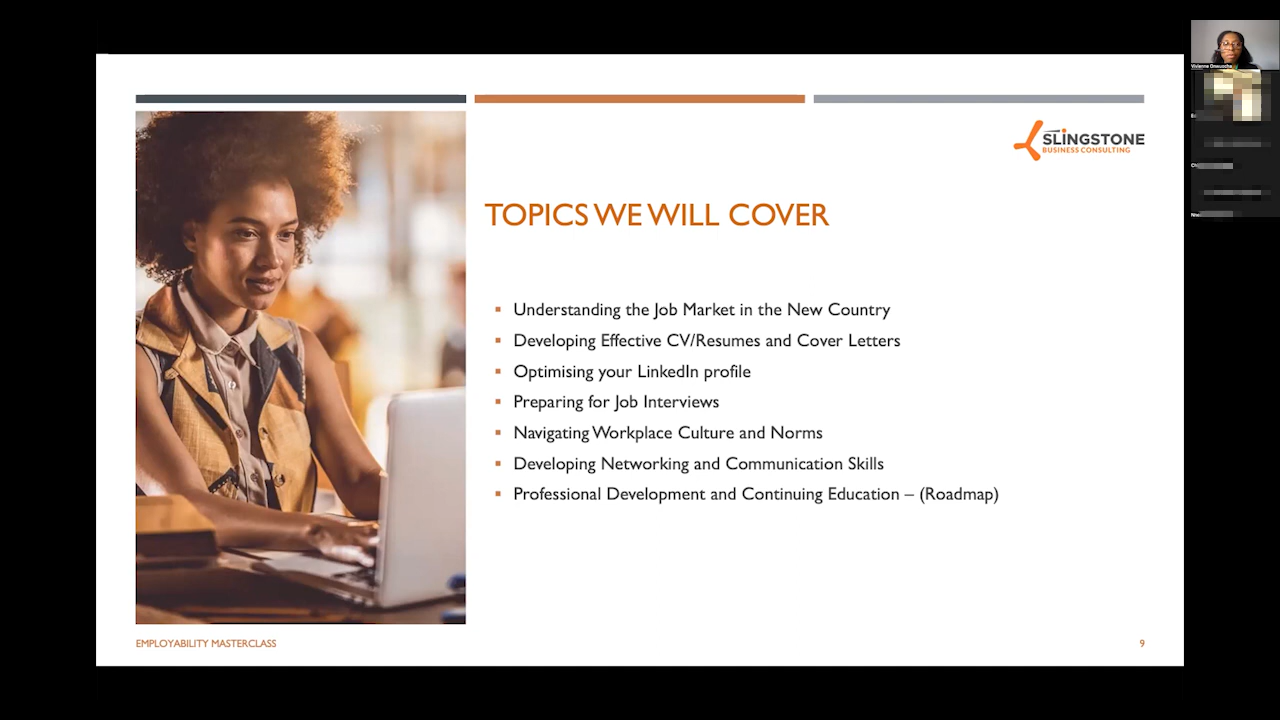 SLINGSTONE
BUSINESS CONSULTING
TOPICS WE WILL COVER
Understanding the Job Market in the New Country
Developing Effective CV/Resumes and Cover Letters
Optimising your LinkedIn profile
Preparing for Job Interviews
Navigating Workplace Culture and Norms
Developing Networking and Communication Skills
Professional Development and Continuing Education – (Roadmap)
EMPLOYABILITY MASTERCLASS
9